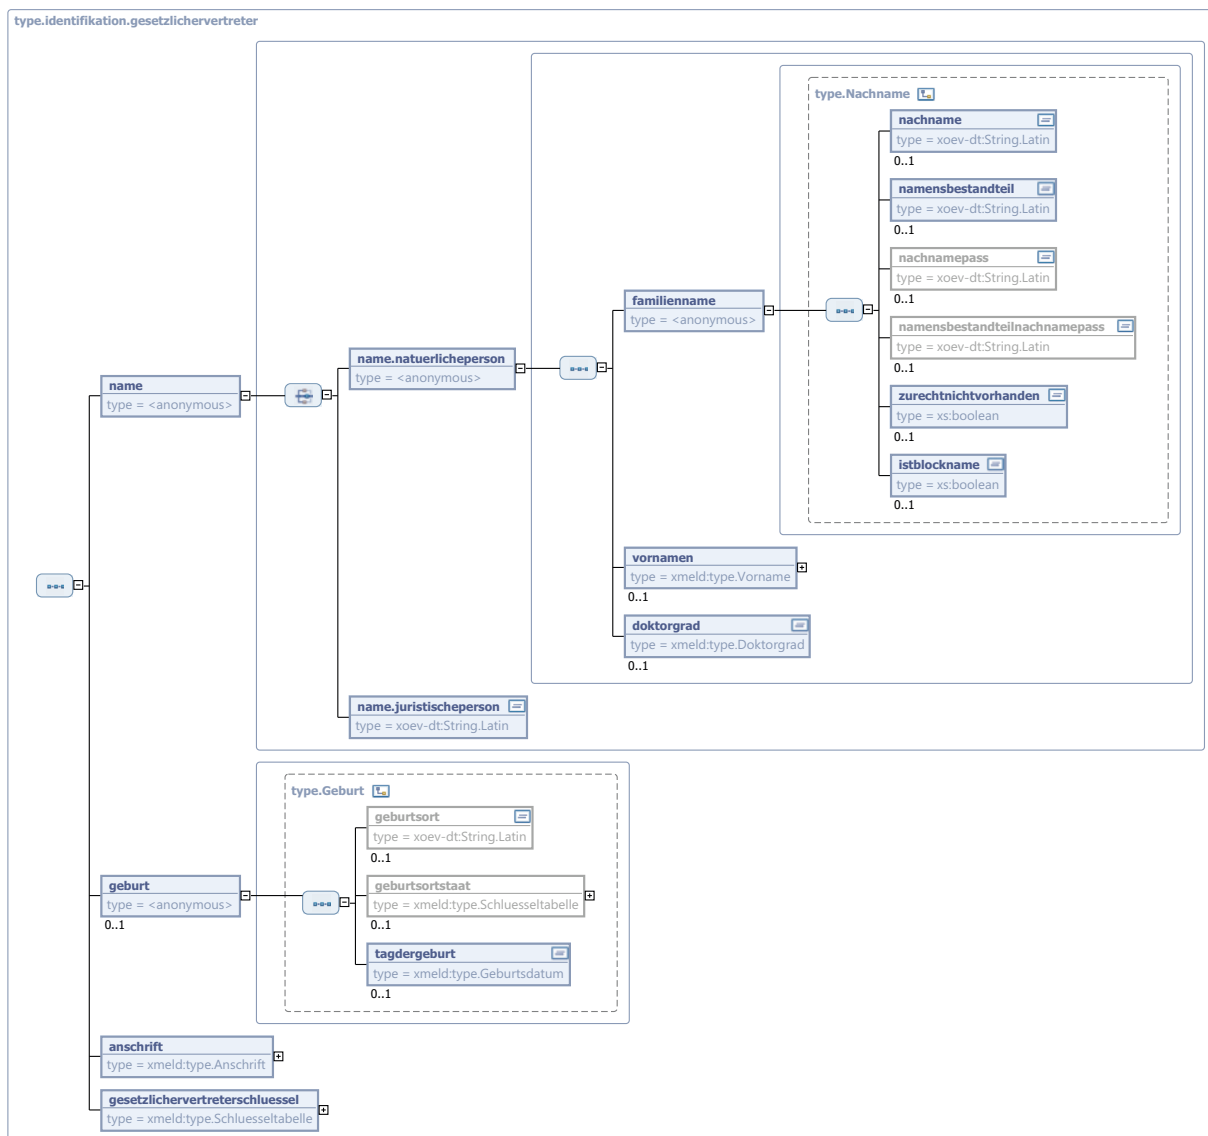 type.identifikation.gesetzlichervertreter
type.Nachname
nachname
type = xoev-dt:String.Latin
0..1
namensbestandteil
type = xoev-dt:String.Latin
0..1
nachnamepass
type = xoev-dt:String.Latin
0..1
familienname
type = <anonymous>
namensbestandteilnachnamepass
type = xoev-dt:String.Latin
0..1
name.natuerlicheperson
type = <anonymous>
name
type = <anonymous>
zurechtnichtvorhanden
type = xs:boolean
0..1
istblockname
type = xs:boolean
0..1
vornamen
type = xmeld:type.Vorname
0..1
doktorgrad
type = xmeld:type.Doktorgrad
0..1
name.juristischeperson
type = xoev-dt:String.Latin
type.Geburt
geburtsort
type = xoev-dt:String.Latin
0..1
geburt
type = <anonymous>
0..1
geburtsortstaat
type = xmeld:type.Schluesseltabelle
0..1
tagdergeburt
type = xmeld:type.Geburtsdatum
0..1
anschrift
type = xmeld:type.Anschrift
gesetzlichervertreterschluessel
type = xmeld:type.Schluesseltabelle